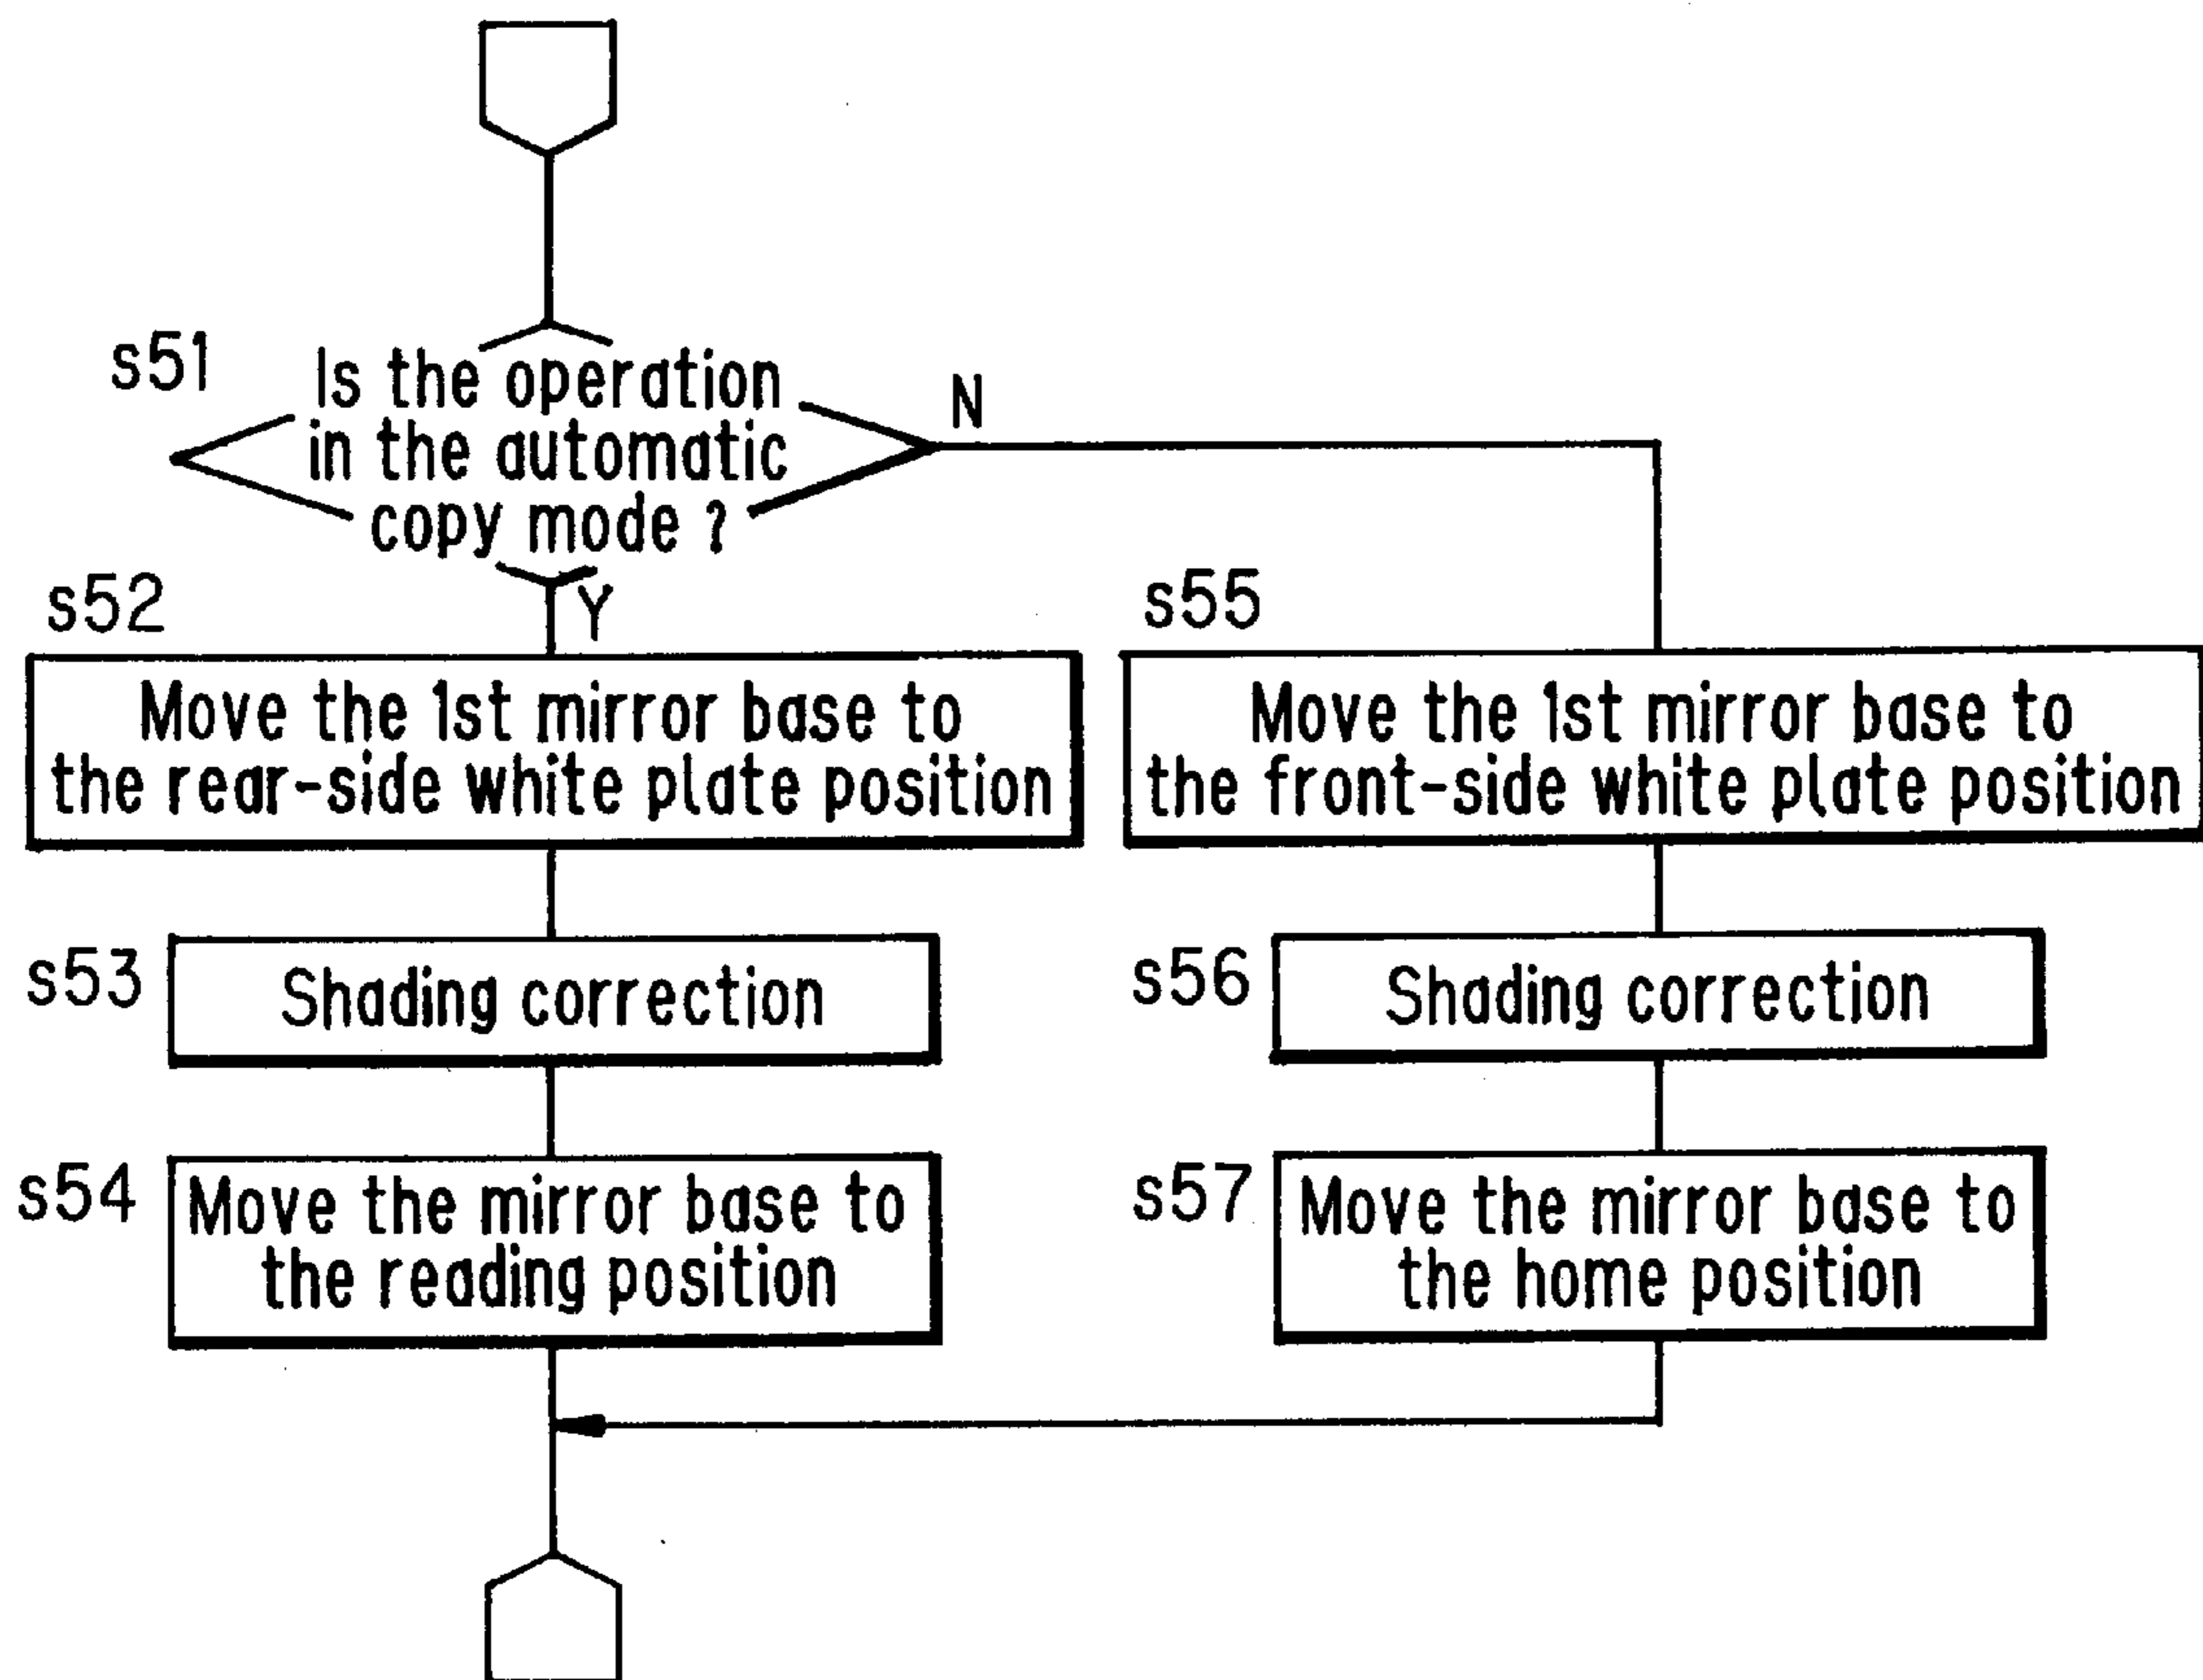 s51
Is the operation
in the automatic
copy mode ?
N
Y
s52
Move the 1st mirror base to
the rear-side white plate position
s53
Shading correction
s54
Move the mirror base to
the reading position
s55
Move the 1st mirror base to
the front-side white plate position
s56
Shading correction
s57
Move the mirror base to
the home position